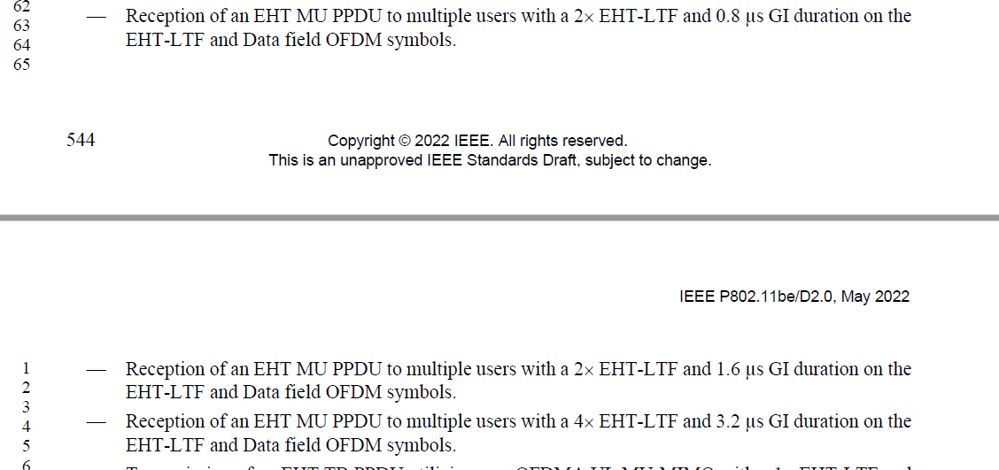 62
— Reception of an EHT MU PPDU to multiple users with a 2× EHT-LTF and 0.8 µs GI duration on the
63
64
EHT-LTF and Data field OFDM symbols.
65
544
Copyright © 2022 IEEE. All rights reserved.
This is an unapproved IEEE Standards Draft, subject to change.
IEEE P802.11be/D2.0, May 2022
1 — Reception of an EHT MU PPDU to multiple users with a 2× EHT-LTF and 1.6 µs GI duration on the
2 EHT-LTF and Data field OFDM symbols.
3
4 — Reception of an EHT MU PPDU to multiple users with a 4× EHT-LTF and 3.2 µs GI duration on the
5 EHT-LTF and Data field OFDM symbols.
6